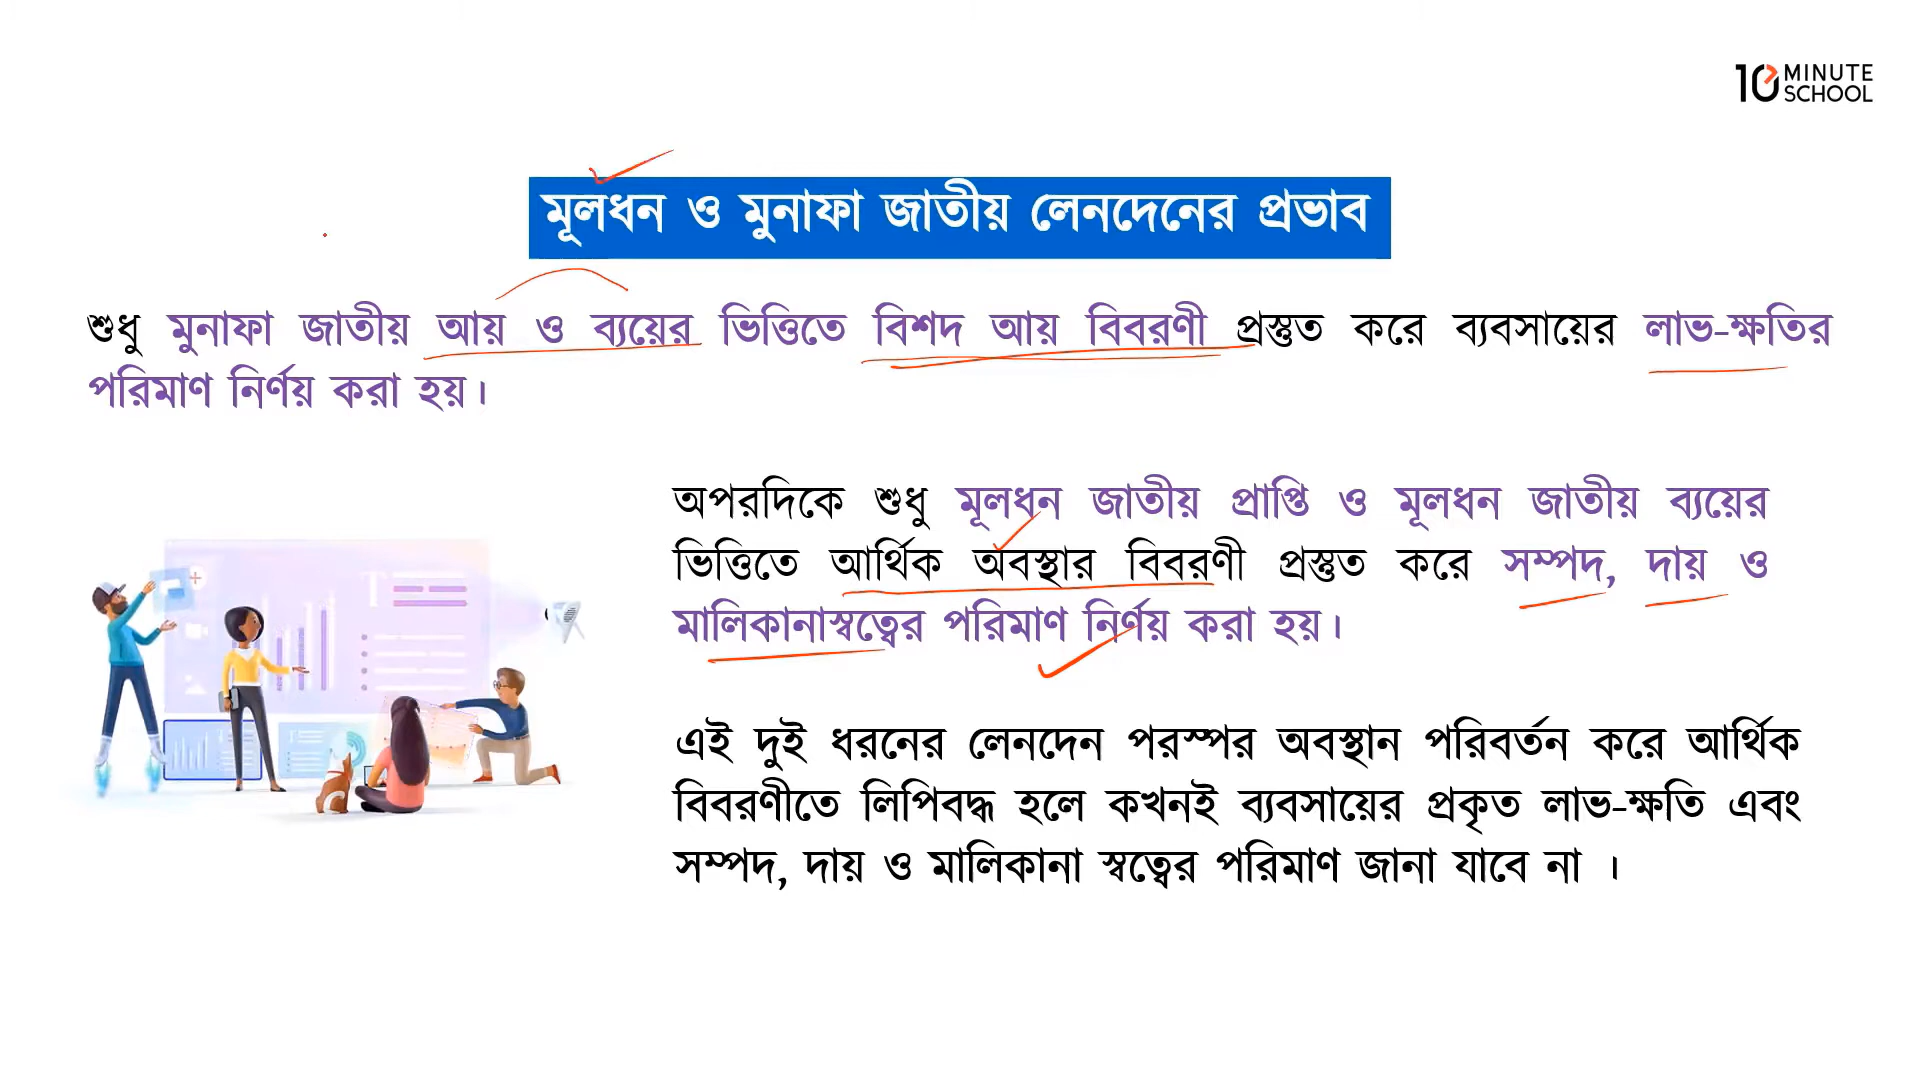 10 MINUTE
SCHOOL
মূলধন ও মুনাফা জাতীয় লেনদেনের প্রভাব
শুধু মুনাফা জাতীয় আয় ও ব্যয়ের ভিত্তিতে বিশদ আয় বিবরণী প্রস্তুত করে ব্যবসায়ের লাভ-ক্ষতির
পরিমাণ নির্ণয় করা হয়।
অপরদিকে শুধু মূলধন জাতীয় প্রাপ্তি ও মূলধন জাতীয় ব্যয়ের
ভিত্তিতে আর্থিক অবস্থার বিবরণী প্রস্তুত করে সম্পদ, দায় ও
মালিকানাস্বত্বের পরিমাণ নির্ণয় করা হয়।
এই দুই ধরনের লেনদেন পরস্পর অবস্থান পরিবর্তন করে আর্থিক
বিবরণীতে লিপিবদ্ধ হলে কখনই ব্যবসায়ের প্রকৃত লাভ-ক্ষতি এবং
সম্পদ, দায় ও মালিকানা স্বত্বের পরিমাণ জানা যাবে না ।